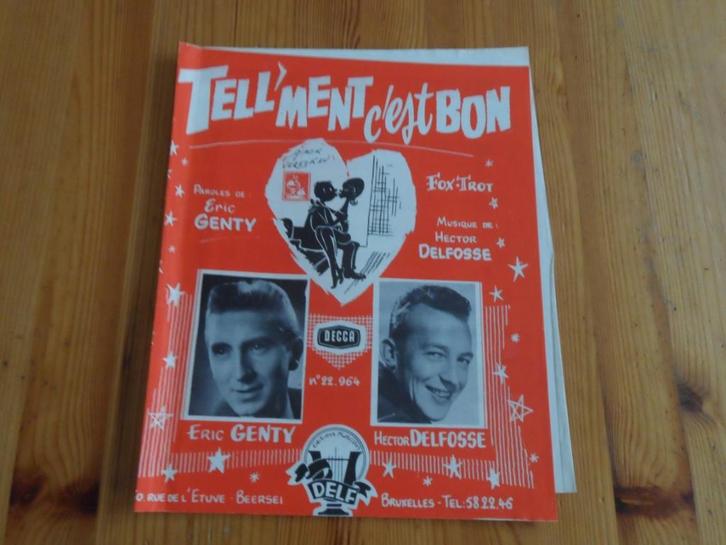 TELL'MENT c'est BON
PAROLES DE:
Eric
GENTY
FOX-TROT
MUSIQUE DE:
HECTOR
DELFOSSE
DECCA
n° 22.964
ERIC GENTY
HECTOR DELFOSSE
DELF
RUE DE L'ETUVE - BEERSEL
BRUXELLES - TEL: 58.22.46